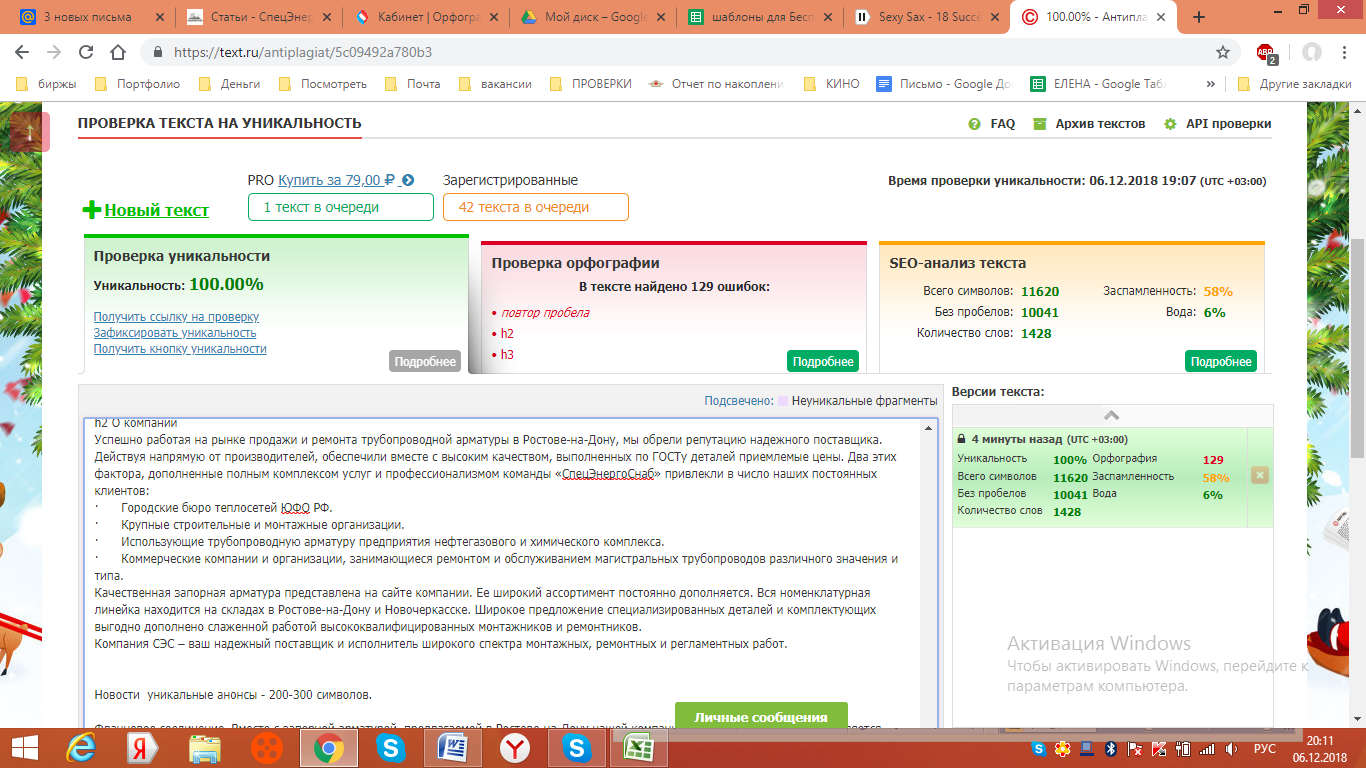 3 новых письма
Статьи - СпецЭнер
Кабинет | Орфогра
Мой диск – Google
шаблоны для Бесп
Sexy Sax - 18 Succe
100.00% - Антипла
https://text.ru/antiplagiat/5c09492a780b3
ABP
2
биржы
Портфолио
Деньги
Посмотреть
Почта
вакансии
ПРОВЕРКИ
Отчет по накоплени
КИНО
Письмо - Google До
ЕЛЕНА - Google Табл
»
Другие закладки
ПРОВЕРКА ТЕКСТА НА УНИКАЛЬНОСТЬ
FAQ
Архив текстов
API проверки
PRO Купить за 79,00 ₽
Зарегистрированные
Время проверки уникальности: 06.12.2018 19:07 (UTC +03:00)
Новый текст
1 текст в очереди
42 текста в очереди
Проверка уникальности
Уникальность: 100.00%
Получить ссылку на проверку
Зафиксировать уникальность
Получить кнопку уникальности
Подробнее
Проверка орфографии
В тексте найдено 129 ошибок:
• повтор пробела
• h2
• h3
Подробнее
SEO-анализ текста
Всего символов: 11620
Заспамленность: 58%
Без пробелов: 10041
Вода: 6%
Количество слов: 1428
Подробнее
Подсвечено: Неуникальные фрагменты
h2 О компании
Успешно работая на рынке продажи и ремонта трубопроводной арматуры в Ростове-на-Дону, мы обрели репутацию надежного поставщика.
Действуя напрямую от производителей, обеспечили вместе с высоким качеством, выполненных по ГОСТу деталей приемлемые цены. Два этих
фактора, дополненные полным комплексом услуг и профессионализмом команды «СпецЭнергоСнаб» привлекли в число наших постоянных
клиентов:
· Городские бюро теплосетей ЮФО РФ.
· Крупные строительные и монтажные организации.
· Использующие трубопроводную арматуру предприятия нефтегазового и химического комплекса.
· Коммерческие компании и организации, занимающиеся ремонтом и обслуживанием магистральных трубопроводов различного значения и
типа.
Качественная запорная арматура представлена на сайте компании. Ее широкий ассортимент постоянно дополняется. Вся номенклатурная
линейка находится на складах в Ростове-на-Дону и Новочеркасске. Широкое предложение специализированных деталей и комплектующих
выгодно дополнено слаженной работой высококвалифицированных монтажников и ремонтников.
Компания СЭС – ваш надежный поставщик и исполнитель широкого спектра монтажных, ремонтных и регламентных работ.
Новости уникальные анонсы - 200-300 символов.
Фланцевое соединение. Вместе с запорной арматурой, предлагаемой в Ростове-на-Дону нашей компан
Версии текста:
4 минуты назад (UTC +03:00)
Уникальность 100% Орфография 129
Всего символов 11620 Заспамленность 58%
Без пробелов 10041 Вода 6%
Количество слов 1428
Активация Windows
Чтобы активировать Windows, перейдите к
параметрам компьютера.
Личные сообщения
РУС
20:11
06.12.2018